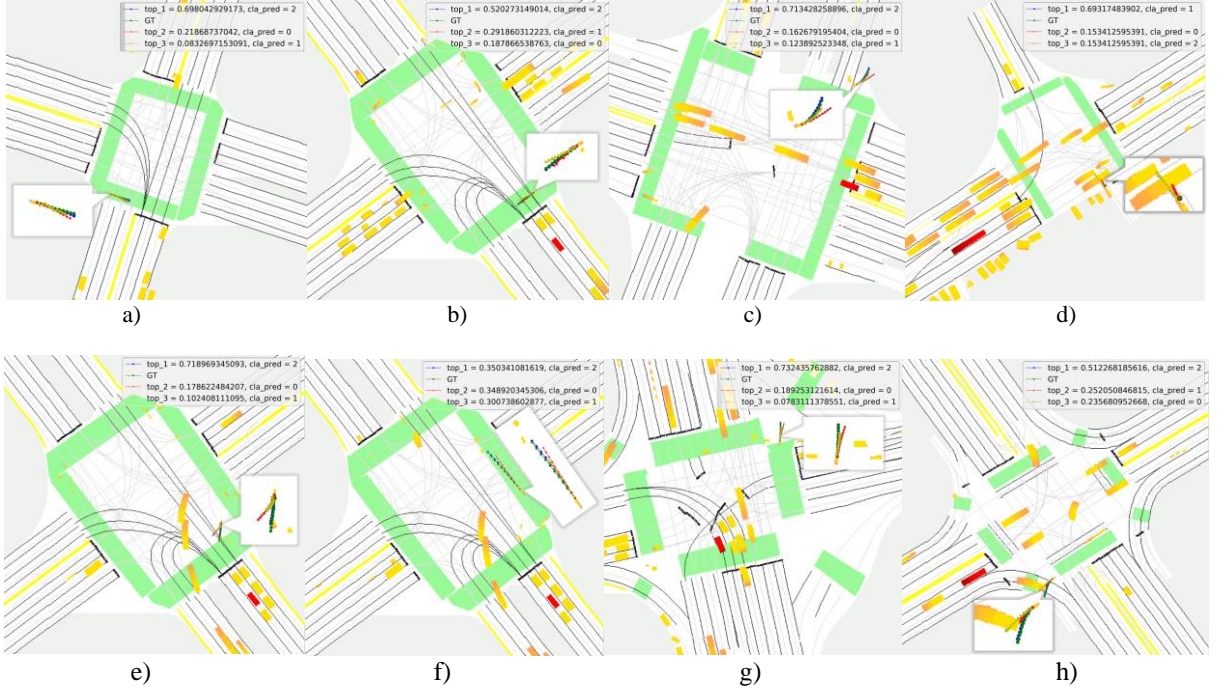 top_1 = 0.698042929173, cla_pred = 2
GT
top_2 = 0.21868737042, cla_pred = 0
top_3 = 0.0832697153091, cla_pred = 1
top_1 = 0.520273149014, cla_pred = 2
GT
top_2 = 0.291860312223, cla_pred = 1
top_3 = 0.187866538763, cla_pred = 0
top_1 = 0.713428258896, cla_pred = 2
GT
top_2 = 0.162679195404, cla_pred = 0
top_3 = 0.123892523348, cla_pred = 1
top_1 = 0.69317483902, cla_pred = 1
GT
top_2 = 0.153412595391, cla_pred = 0
top_3 = 0.153412595391, cla_pred = 2
a)
b)
c)
d)
top_1 = 0.718969345093, cla_pred = 2
GT
top_2 = 0.178622484207, cla_pred = 0
top_3 = 0.102408111095, cla_pred = 1
top_1 = 0.350341081619, cla_pred = 2
GT
top_2 = 0.348920345306, cla_pred = 0
top_3 = 0.300738602877, cla_pred = 1
top_1 = 0.732435762882, cla_pred = 2
GT
top_2 = 0.189253121614, cla_pred = 0
top_3 = 0.0783111378551, cla_pred = 1
top_1 = 0.512268185616, cla_pred = 2
GT
top_2 = 0.252050846815, cla_pred = 1
top_3 = 0.235680952668, cla_pred = 0
e)
f)
g)
h)